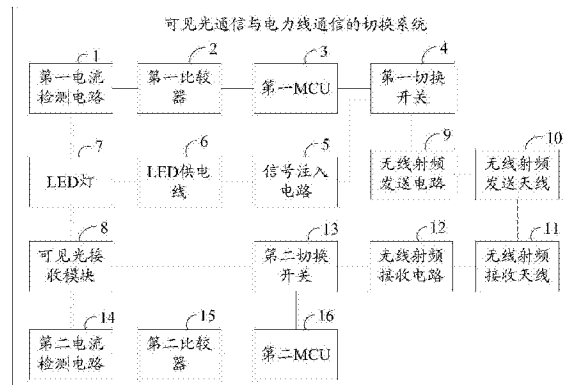 可见光通信与电力线通信的切换系统
1
2
3
4
第一电流
检测电路
第一比较
器
第一MCU
第一切换
开关
7
6
5
9
10
LED灯
LED供电
线
信号注入
电路
无线射频
发送电路
无线射频
发送天线
8
13
12
11
可见光接
收模块
第二切换
开关
无线射频
接收电路
无线射频
接收天线
14
15
16
第二电流
检测电路
第二比较
器
第二MCU